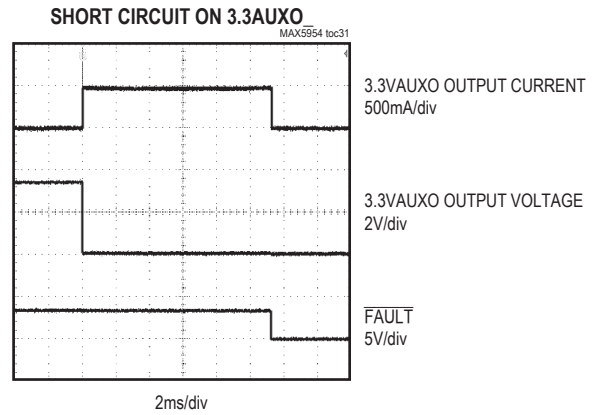 SHORT CIRCUIT ON 3.3AUXO_
MAX5954 toc31
3.3VAUXO OUTPUT CURRENT
500mA/div
3.3VAUXO OUTPUT VOLTAGE
2V/div
FAULT
5V/div
2ms/div